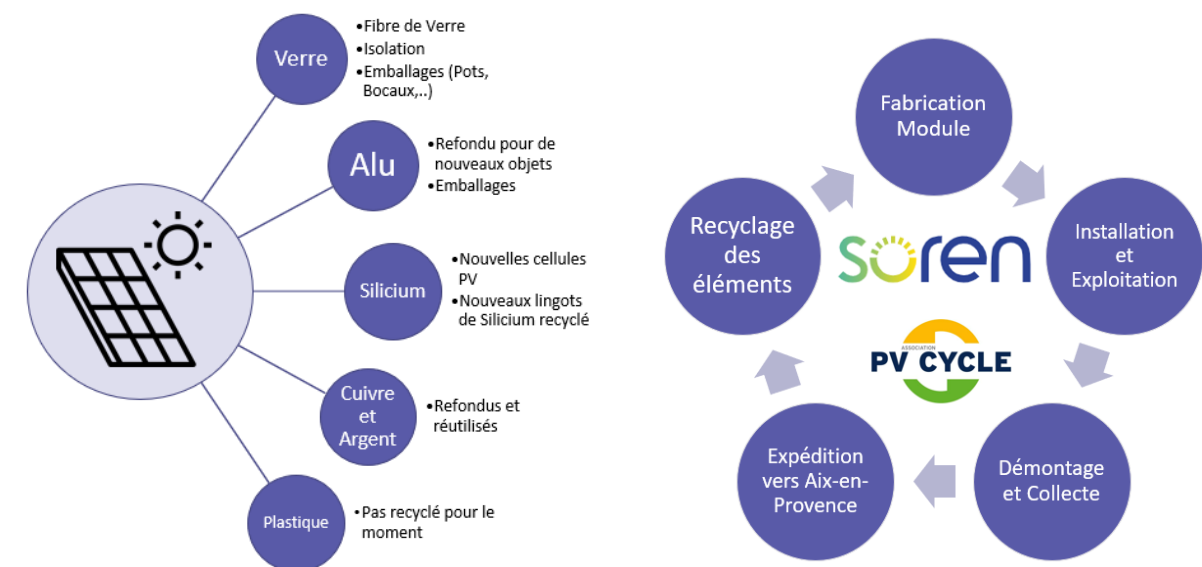 Verre
•Fibre de Verre
•Isolation
•Emballages (Pots,
Bocaux,..)
Alu
•Refondu pour de
nouveaux objets
•Emballages
Silicium
•Nouvelles cellules
PV
•Nouveaux lingots
de Silicium recyclé
Cuivre
et
Argent
•Refondus et
réutilisés
Plastique
•Pas recyclé pour le
moment
Fabrication
Module
Installation
et
Exploitation
Démontage
et Collecte
Expédition
vers Aix-en-
Provence
Recyclage
des
éléments
soren
ASSOCIATION
PV CYCLE